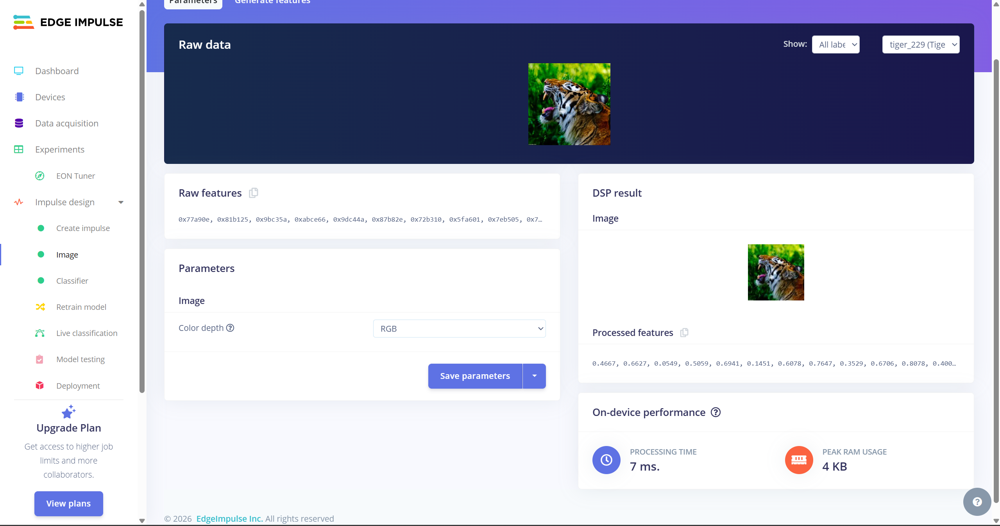 EDGE IMPULSE
Dashboard
Devices
Data acquisition
Experiments
EON Tuner
Impulse design
Create impulse
Image
Classifier
Retrain model
Live classification
Model testing
Deployment
Upgrade Plan
Get access to higher job
limits and more
collaborators.
View plans
Parameters
Generate features
Raw data
Show:
All labe
tiger_229 (Tige
Raw features
0x77a90e, 0x81b125, 0x9bc35a, 0xabce66, 0x9dc44a, 0x87b82e, 0x72b310, 0x5fa601, 0x7eb505, 0x7…
Parameters
Image
Color depth
RGB
Save parameters
DSP result
Image
Processed features
0.4667, 0.6627, 0.0549, 0.5059, 0.6941, 0.1451, 0.6078, 0.7647, 0.3529, 0.6706, 0.8078, 0.400…
On-device performance
PROCESSING TIME
7 ms.
PEAK RAM USAGE
4 KB
© 2026 EdgeImpulse Inc. All rights reserved